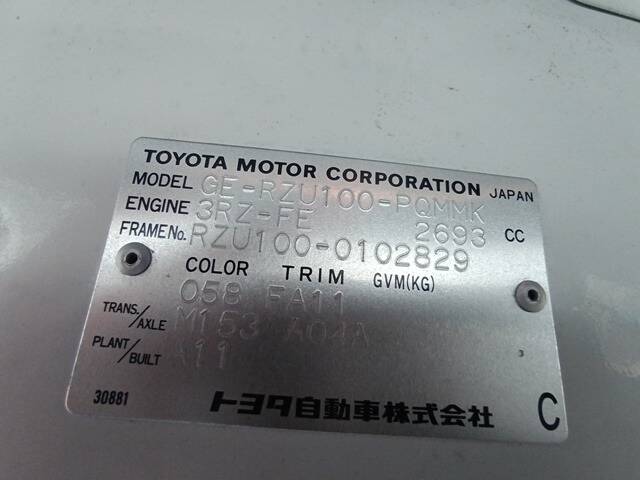 TOYOTA MOTOR CORPORATION JAPAN
MODEL GE-RZU100-PQMMK
ENGINE 3RZ-FE 2693 CC
FRAME No. RZU100-0102829
COLOR TRIM GVM(KG)
058 FA11
TRANS./AXLE M153 A04A
PLANT/BUILT A11
30881 トヨタ自動車株式会社 C